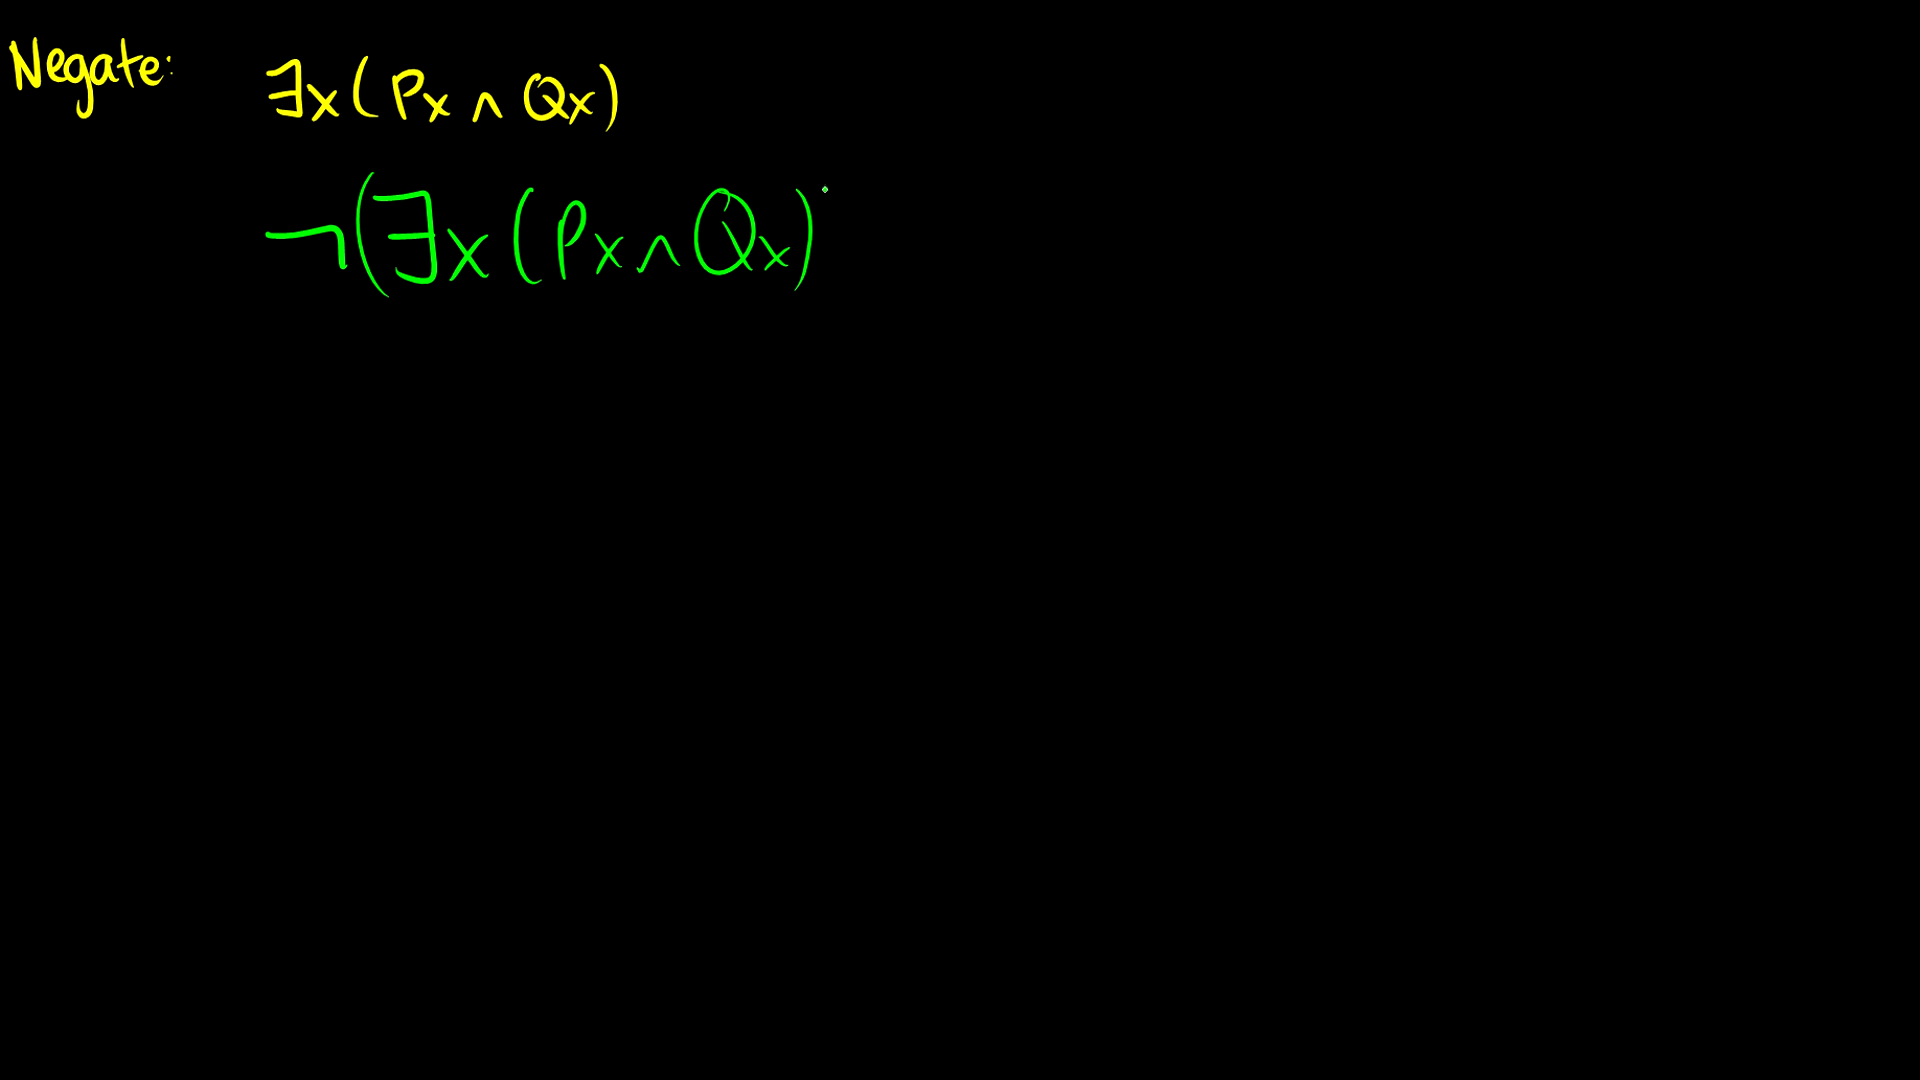 Negate: ∃x(Px ∧ Qx)
¬(∃x(Px ∧ Qx)